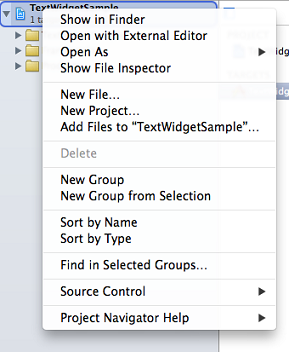 TextWidgetSample
Show in Finder
Open with External Editor
Open As
Show File Inspector
New File...
New Project...
Add Files to “TextWidgetSample”...
Delete
New Group
New Group from Selection
Sort by Name
Sort by Type
Find in Selected Groups...
Source Control
Project Navigator Help